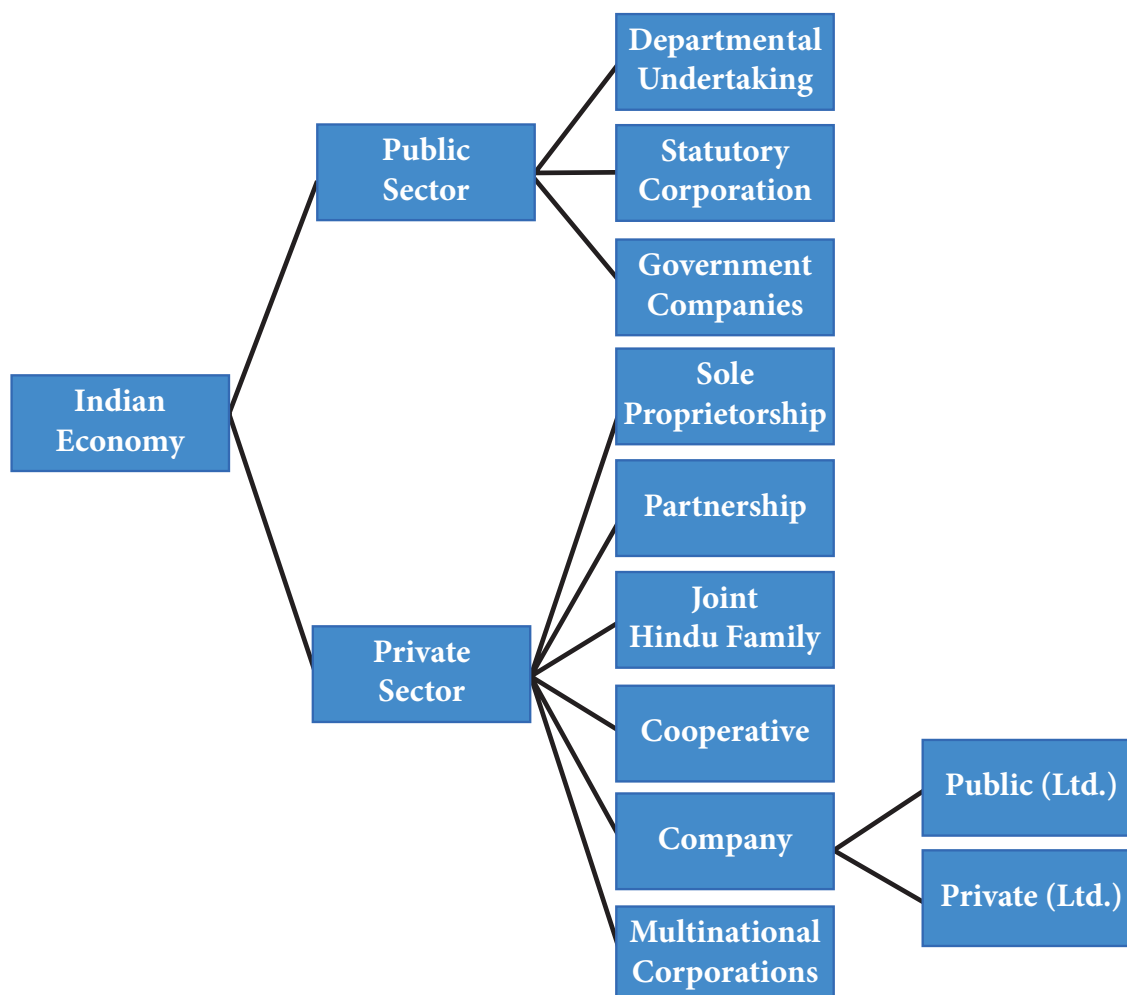 Indian
Economy
Public
Sector
Private
Sector
Departmental
Undertaking
Statutory
Corporation
Government
Companies
Sole
Proprietorship
Partnership
Joint
Hindu Family
Cooperative
Company
Multinational
Corporations
Public (Ltd.)
Private (Ltd.)